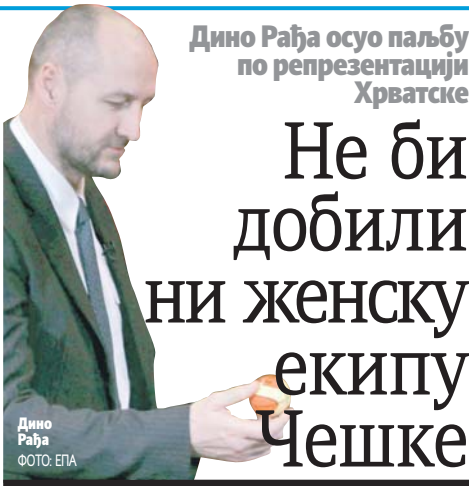 Дино Рађа осуо паљбу
по репрезентацији
Хрватске
Не би
добили
ни женску
екипу
Чешке
Дино
Рађа
ФОТО: ЕПА